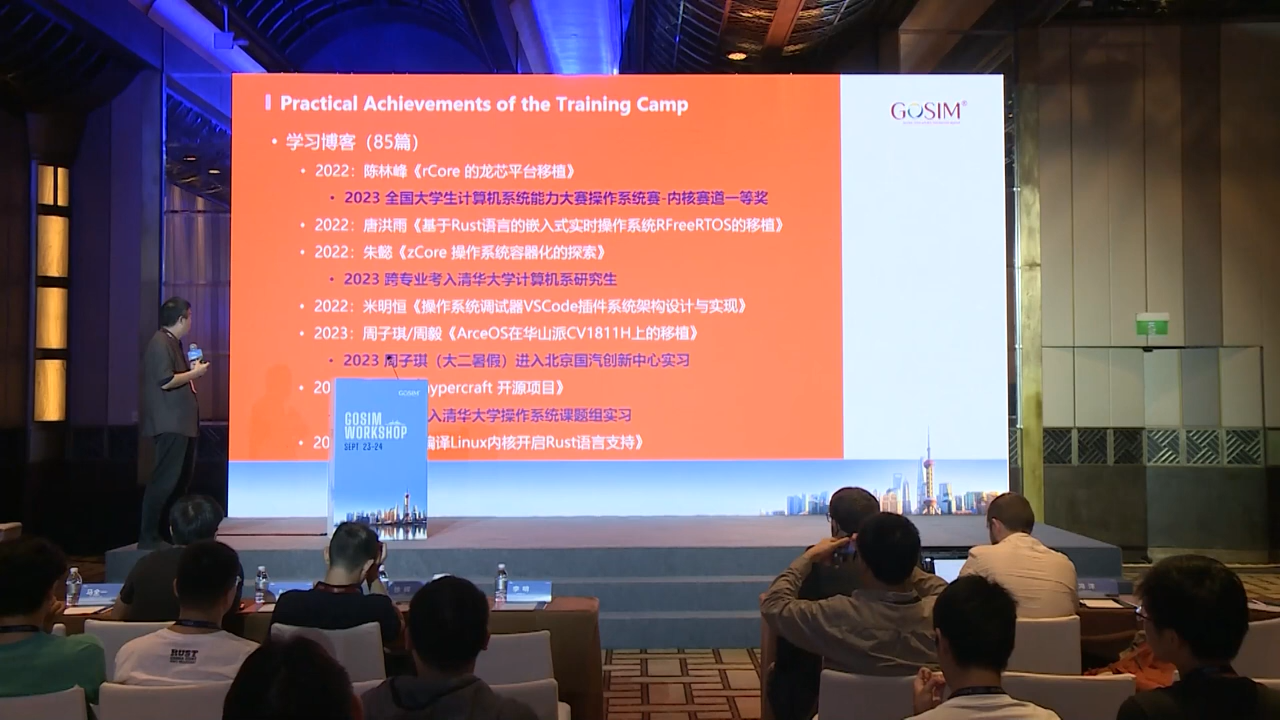 Practical Achievements of the Training Camp
GOSIM
• 学习博客（85篇）
• 2022：陈林峰《rCore 的龙芯平台移植》
• 2023 全国大学生计算机系统能力大赛操作系统赛-内核赛道一等奖
• 2022：唐洪雨《基于Rust语言的嵌入式实时操作系统RFreeRTOS的移植》
• 2022：朱懿《zCore 操作系统容器化的探索》
• 2023 跨专业考入清华大学计算机系研究生
• 2022：米明恒《操作系统调试器VSCode插件系统架构设计与实现》
• 2023：周子琪/周毅《ArceOS在华山派CV1811H上的移植》
• 2023 周子琪（大二暑假）进入北京国汽创新中心实习
• 20 ypercraft 开源项目》
入清华大学操作系统课题组实习
• 20 编译Linux内核开启Rust语言支持》
GOSIM
GOSIM
WORKSHOP
SEPT 23-24
李明
RUST